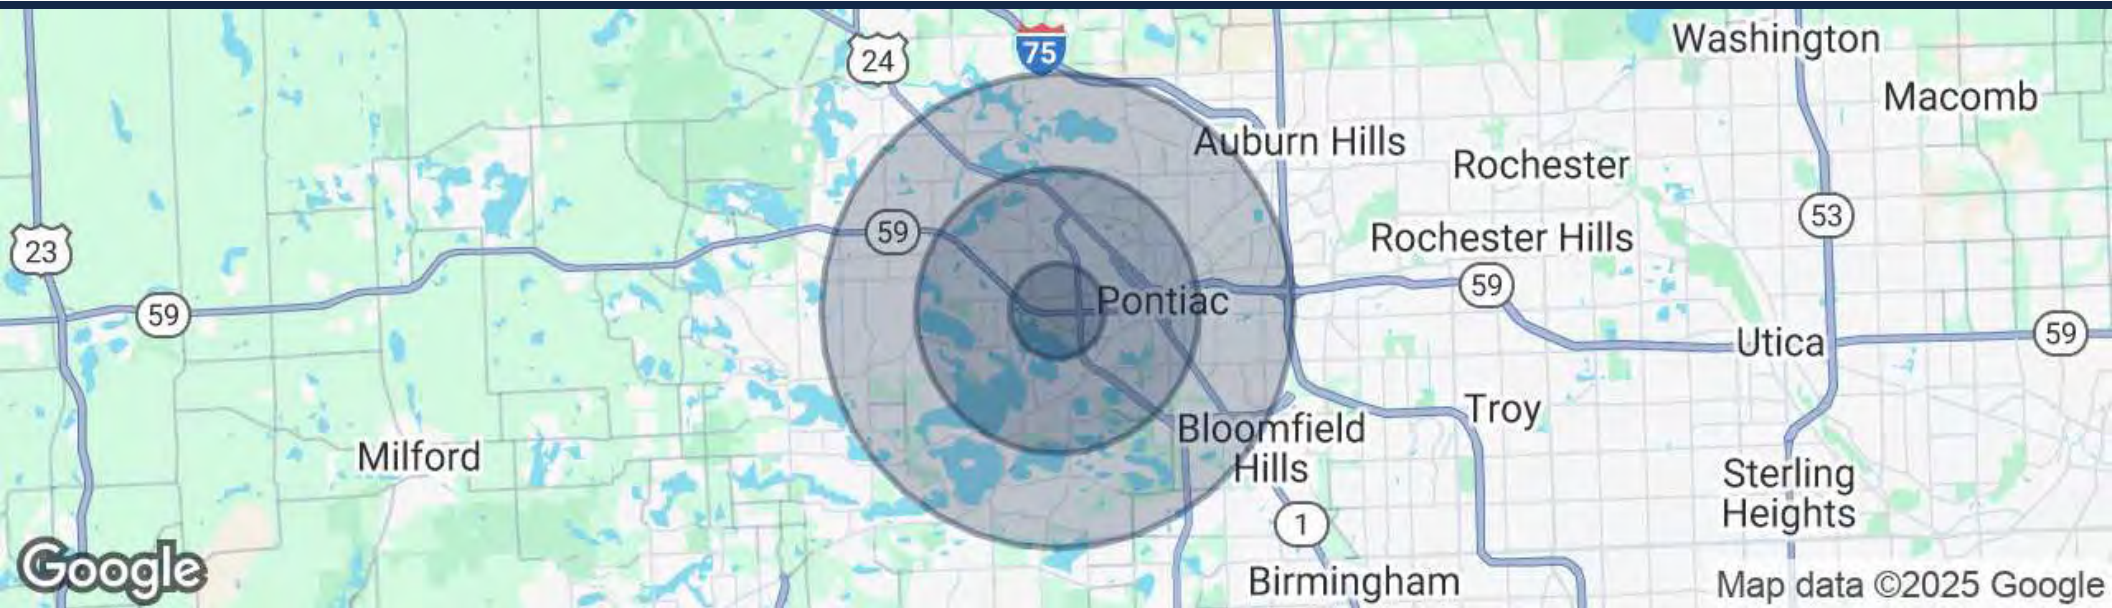 Washington
24
75
Macomb
Auburn Hills
Rochester
53
59
Rochester Hills
23
59
Pontiac
59
Utica
59
Troy
Bloomfield
Hills
Milford
Sterling
Heights
1
Google
Birmingham
Map data ©2025 Google